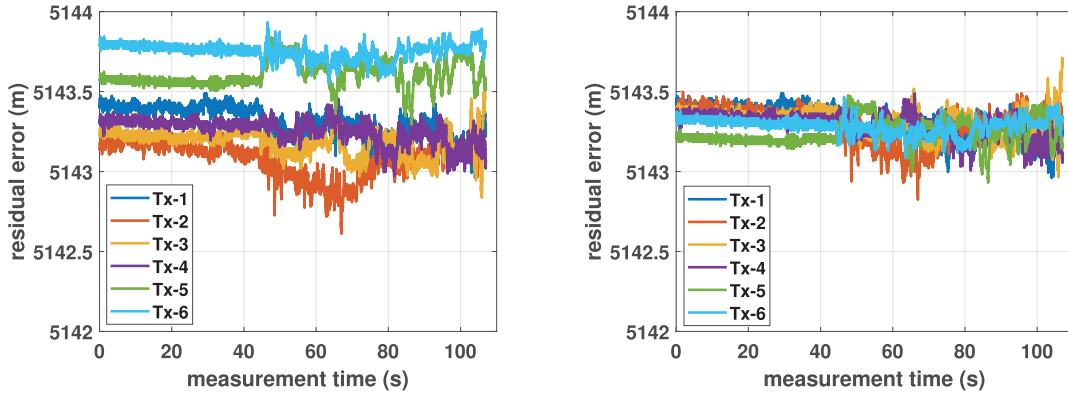 5144
5143.5
5143
5142.5
5142
residual error (m)
0
20
40
60
80
100
measurement time (s)
Tx-1
Tx-2
Tx-3
Tx-4
Tx-5
Tx-6
5144
5143.5
5143
5142.5
5142
residual error (m)
0
20
40
60
80
100
measurement time (s)
Tx-1
Tx-2
Tx-3
Tx-4
Tx-5
Tx-6